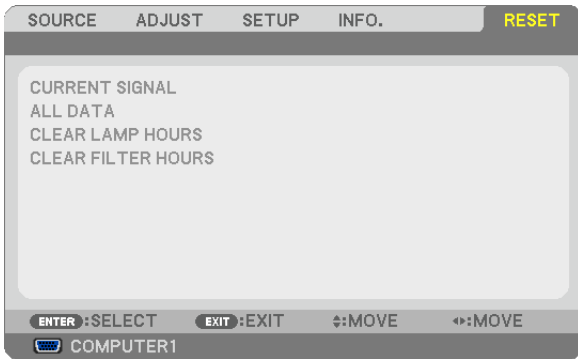 SOURCE ADJUST SETUP INFO. RESET
CURRENT SIGNAL
ALL DATA
CLEAR LAMP HOURS
CLEAR FILTER HOURS
ENTER :SELECT EXIT :EXIT :MOVE :MOVE
COMPUTER1